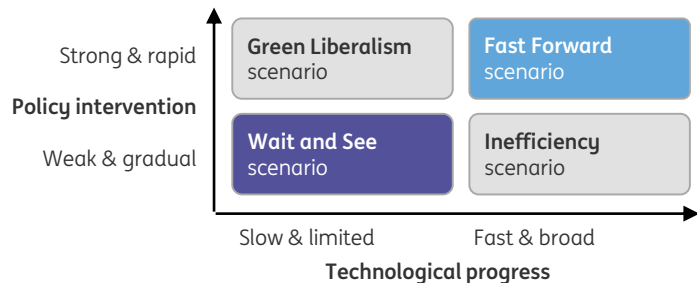 Green Liberalism
scenario
Fast Forward
scenario
Strong & rapid
Policy intervention
Wait and See
scenario
Inefficiency
scenario
Weak & gradual
Slow & limited
Fast & broad
Technological progress